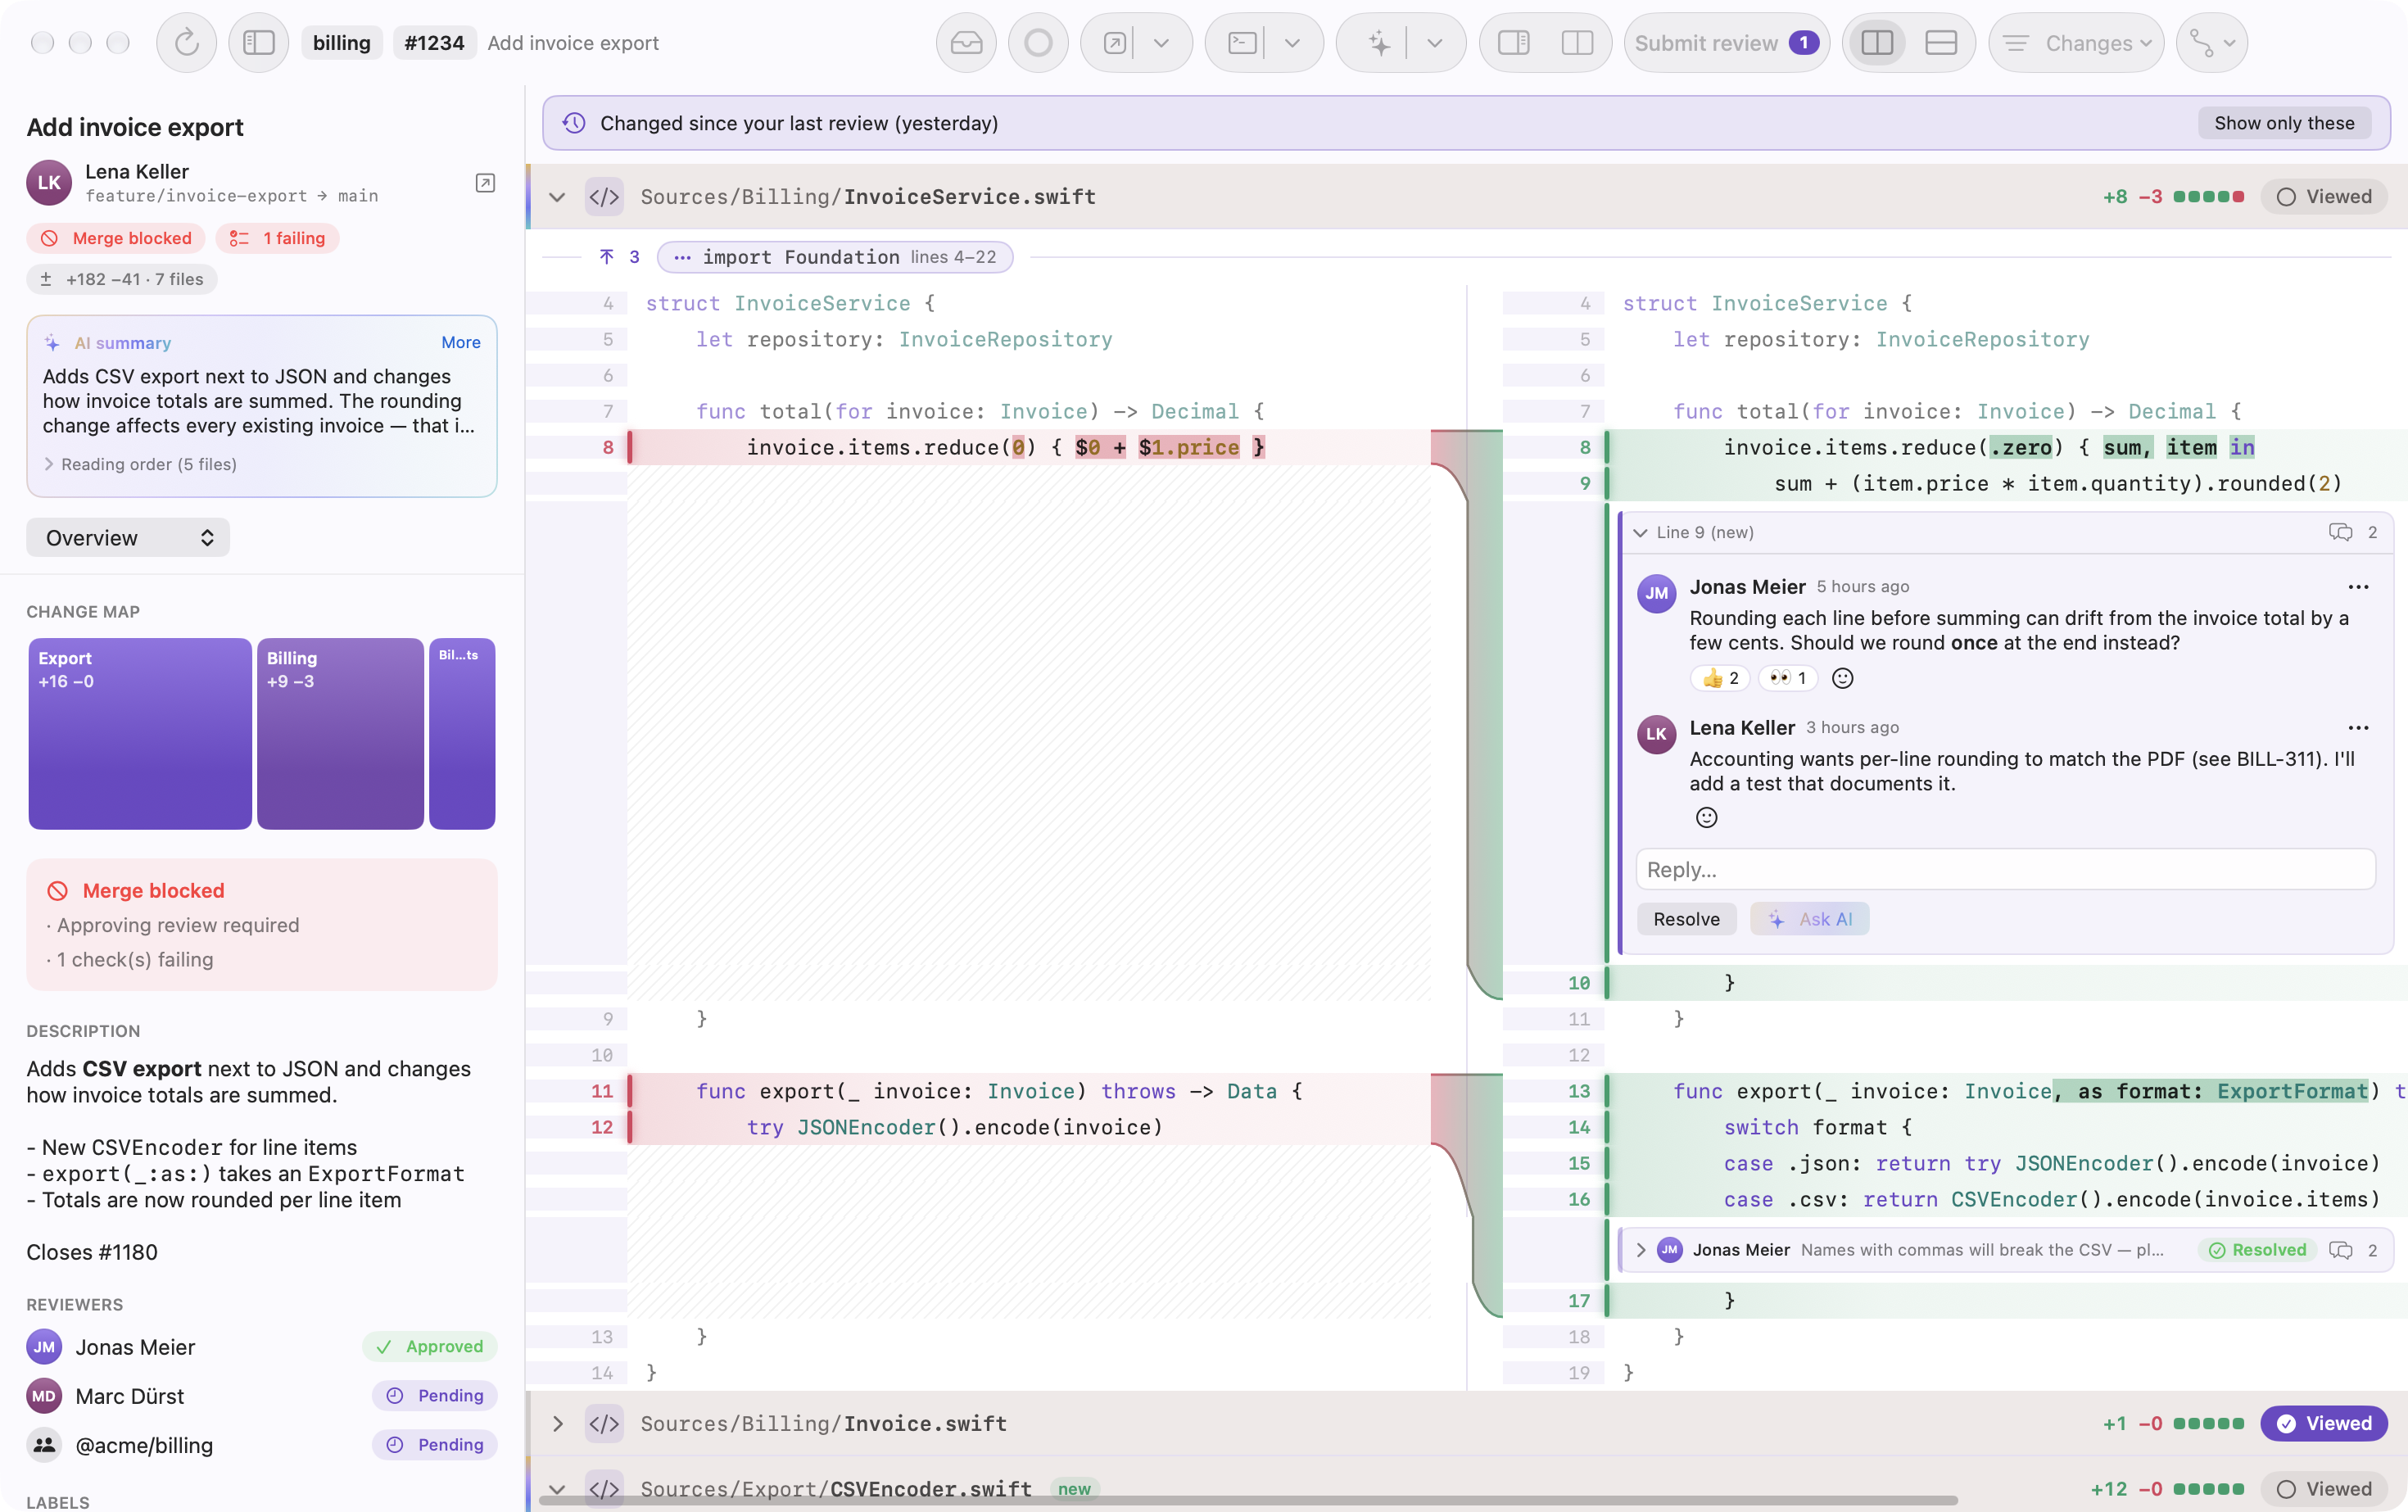 billing #1234 Add invoice export
Submit review 1
Changes
Add invoice export
LK Lena Keller
feature/invoice-export → main
Merge blocked
1 failing
± +182 −41 · 7 files
AI summary More
Adds CSV export next to JSON and changes
how invoice totals are summed. The rounding
change affects every existing invoice — that i...
Reading order (5 files)
Overview
CHANGE MAP
Export
+16 −0
Billing
+9 −3
Bil...ts
Merge blocked
· Approving review required
· 1 check(s) failing
DESCRIPTION
Adds CSV export next to JSON and changes
how invoice totals are summed.
- New CSVEncoder for line items
- export(_:as:) takes an ExportFormat
- Totals are now rounded per line item
Closes #1180
REVIEWERS
JM Jonas Meier Approved
MD Marc Dürst Pending
@acme/billing Pending
LABELS
Changed since your last review (yesterday) Show only these
</> Sources/Billing/InvoiceService.swift +8 −3 Viewed
3 ··· import Foundation lines 4–22
4 struct InvoiceService {
5 let repository: InvoiceRepository
6
7 func total(for invoice: Invoice) -> Decimal {
8 invoice.items.reduce(0) { $0 + $1.price }
9 }
10
11 func export(_ invoice: Invoice) throws -> Data {
12 try JSONEncoder().encode(invoice)
13 }
14 }
4 struct InvoiceService {
5 let repository: InvoiceRepository
6
7 func total(for invoice: Invoice) -> Decimal {
8 invoice.items.reduce(.zero) { sum, item in
9 sum + (item.price * item.quantity).rounded(2)
Line 9 (new) 2
JM Jonas Meier 5 hours ago
Rounding each line before summing can drift from the invoice total by a
few cents. Should we round once at the end instead?
👍 2 👀 1
LK Lena Keller 3 hours ago
Accounting wants per-line rounding to match the PDF (see BILL-311). I'll
add a test that documents it.
Reply...
Resolve Ask AI
10 }
11 }
12
13 func export(_ invoice: Invoice, as format: ExportFormat) t
14 switch format {
15 case .json: return try JSONEncoder().encode(invoice)
16 case .csv: return CSVEncoder().encode(invoice.items)
JM Jonas Meier Names with commas will break the CSV — pl... Resolved 2
17 }
18 }
19 }
</> Sources/Billing/Invoice.swift +1 −0 Viewed
</> Sources/Export/CSVEncoder.swift new +12 −0 Viewed